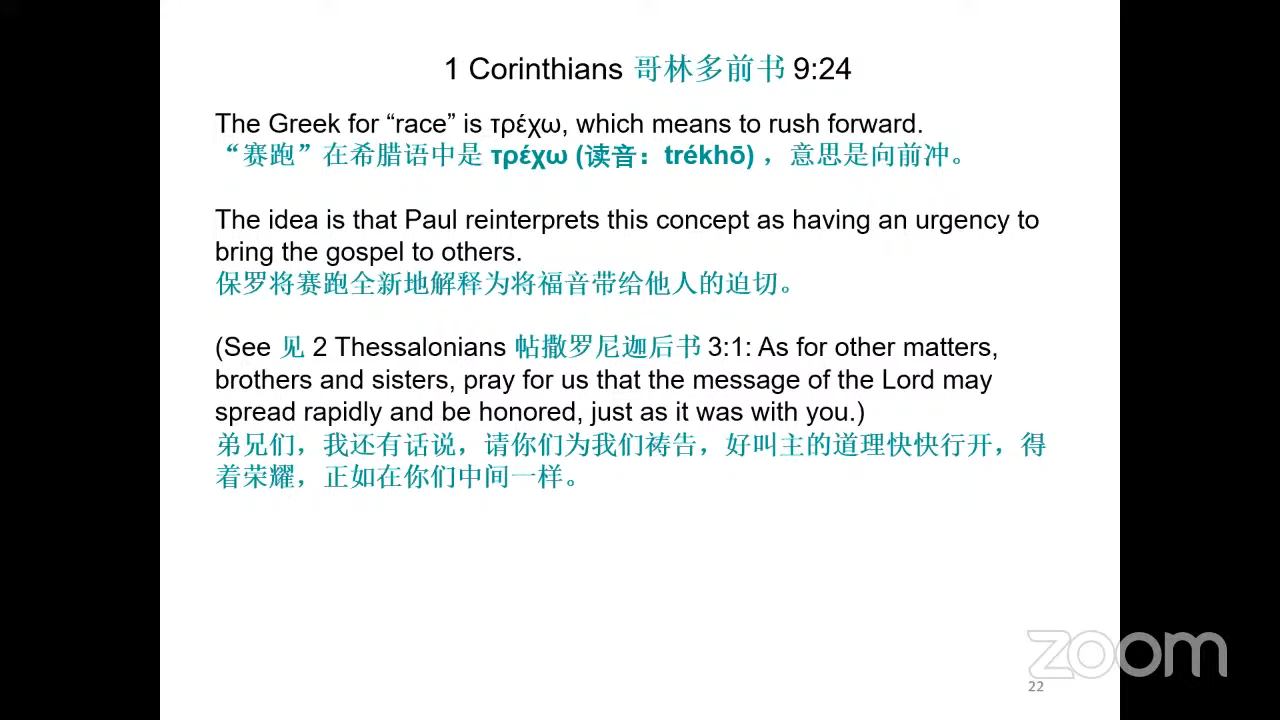 1 Corinthians 哥林多前书 9:24
The Greek for “race” is τρέχω, which means to rush forward.
“赛跑”在希腊语中是 τρέχω (读音：trékhō) ，意思是向前冲。
The idea is that Paul reinterprets this concept as having an urgency to
bring the gospel to others.
保罗将赛跑全新地解释为将福音带给他人的迫切。
(See 见 2 Thessalonians 帖撒罗尼迦后书 3:1: As for other matters,
brothers and sisters, pray for us that the message of the Lord may
spread rapidly and be honored, just as it was with you.)
弟兄们，我还有话说，请你们为我们祷告，好叫主的道理快快行开，得
着荣耀，正如在你们中间一样。
zoom
22